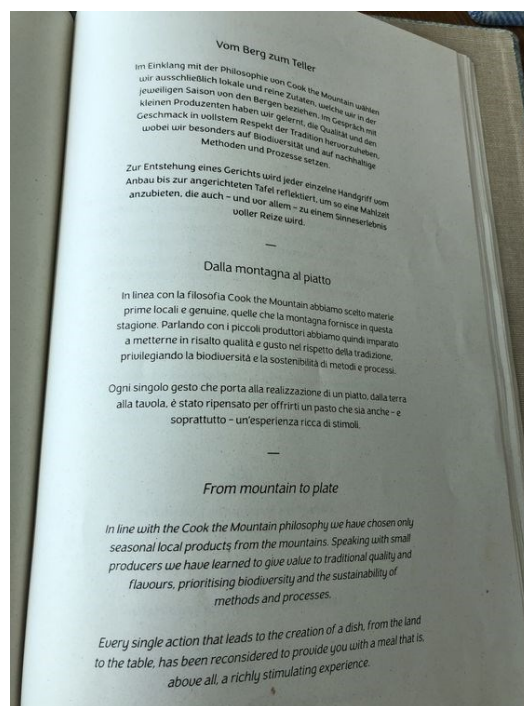 Vom Berg zum Teller
Im Einklang mit der Philosophie von Cook the Mountain wählen
wir ausschließlich lokale und reine Zutaten, welche wir in der
jeweiligen Saison von den Bergen beziehen. Im Gespräch mit
kleinen Produzenten haben wir gelernt, die Qualität und den
Geschmack in vollstem Respekt der Tradition hervorzuheben,
wobei wir besonders auf Biodiversität und auf nachhaltige
Methoden und Prozesse setzen.
Zur Entstehung eines Gerichts wird jeder einzelne Handgriff vom
Anbau bis zur angerichteten Tafel reflektiert, um so eine Mahlzeit
anzubieten, die auch – und vor allem – zu einem Sinneserlebnis
voller Reize wird.
—
Dalla montagna al piatto
In linea con la filosofia Cook the Mountain abbiamo scelto materie
prime locali e genuine, quelle che la montagna fornisce in questa
stagione. Parlando con i piccoli produttori abbiamo quindi imparato
a metterne in risalto qualità e gusto nel rispetto della tradizione,
privilegiando la biodiversità e la sostenibilità di metodi e processi.
Ogni singolo gesto che porta alla realizzazione di un piatto, dalla terra
alla tavola, è stato ripensato per offrirti un pasto che sia anche – e
soprattutto – un'esperienza ricca di stimoli.
—
From mountain to plate
In line with the Cook the Mountain philosophy we have chosen only
seasonal local products from the mountains. Speaking with small
producers we have learned to give value to traditional quality and
flavours, prioritising biodiversity and the sustainability of
methods and processes.
Every single action that leads to the creation of a dish, from the land
to the table, has been reconsidered to provide you with a meal that is,
above all, a richly stimulating experience.